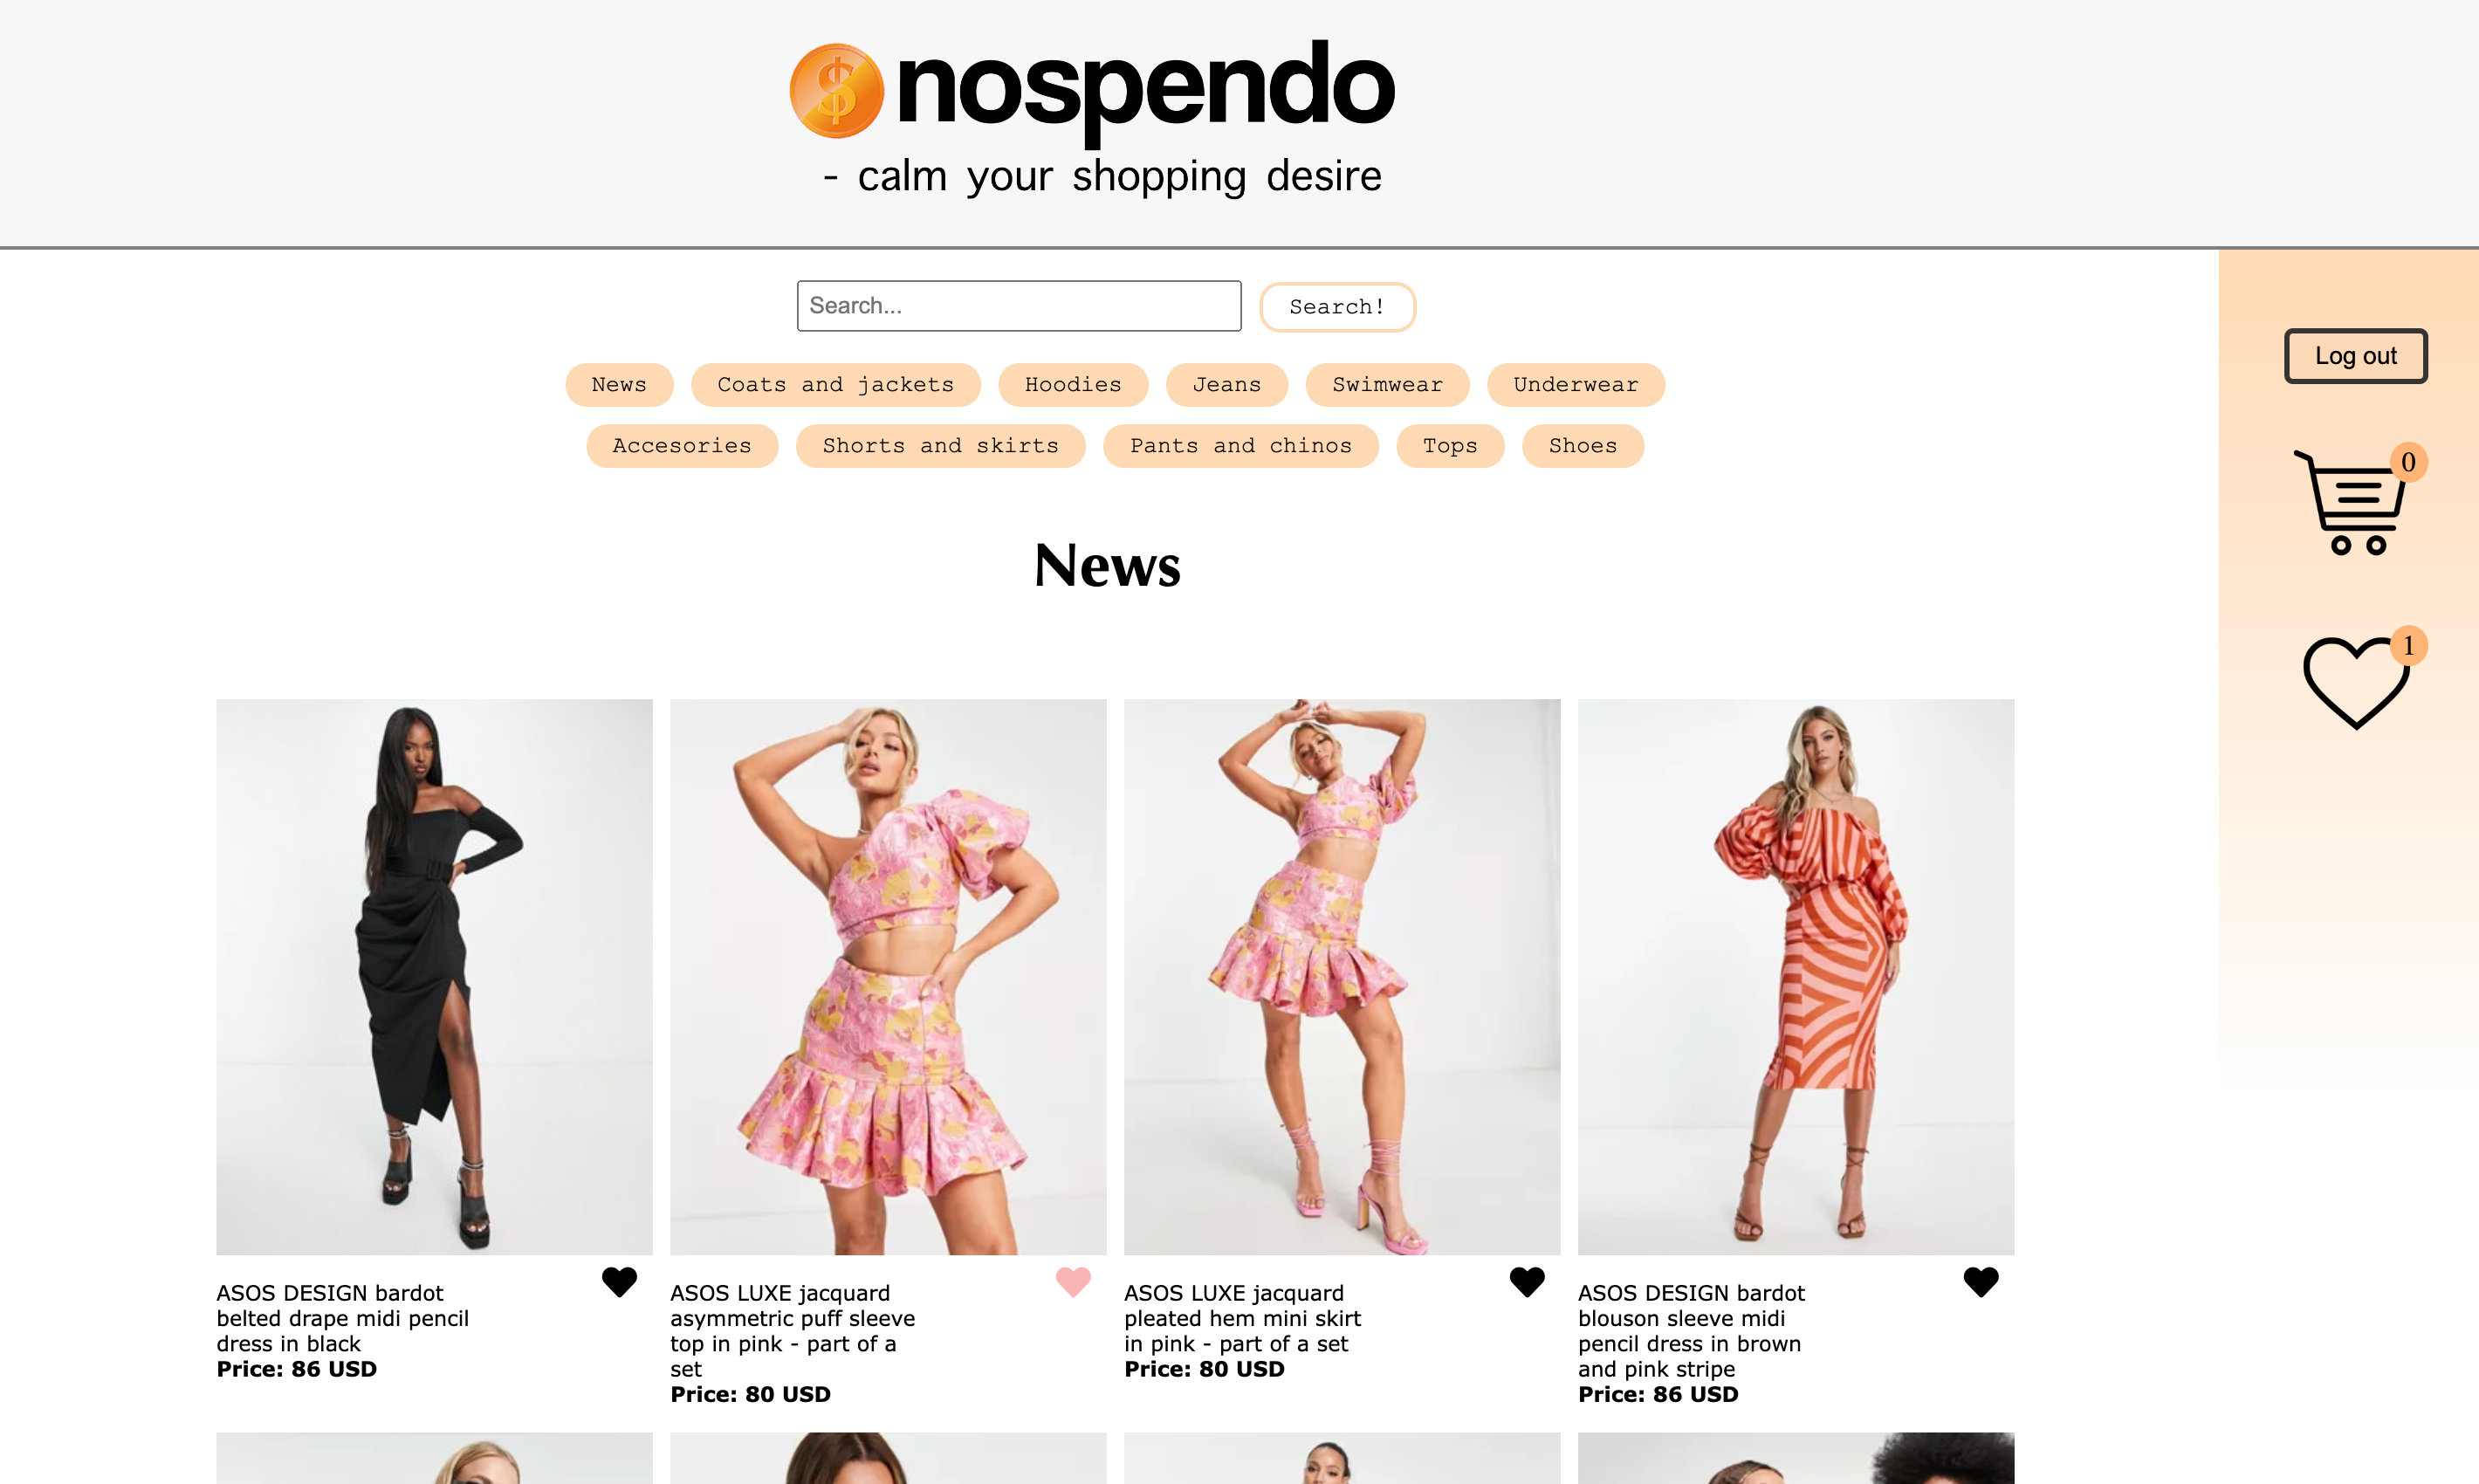 $ nospendo
- calm your shopping desire
Search...
Search!
Log out
News
Coats and jackets
Hoodies
Jeans
Swimwear
Underwear
Accesories
Shorts and skirts
Pants and chinos
Tops
Shoes
0
1
News
ASOS DESIGN bardot
belted drape midi pencil
dress in black
Price: 86 USD
ASOS LUXE jacquard
asymmetric puff sleeve
top in pink - part of a
set
Price: 80 USD
ASOS LUXE jacquard
pleated hem mini skirt
in pink - part of a set
Price: 80 USD
ASOS DESIGN bardot
blouson sleeve midi
pencil dress in brown
and pink stripe
Price: 86 USD